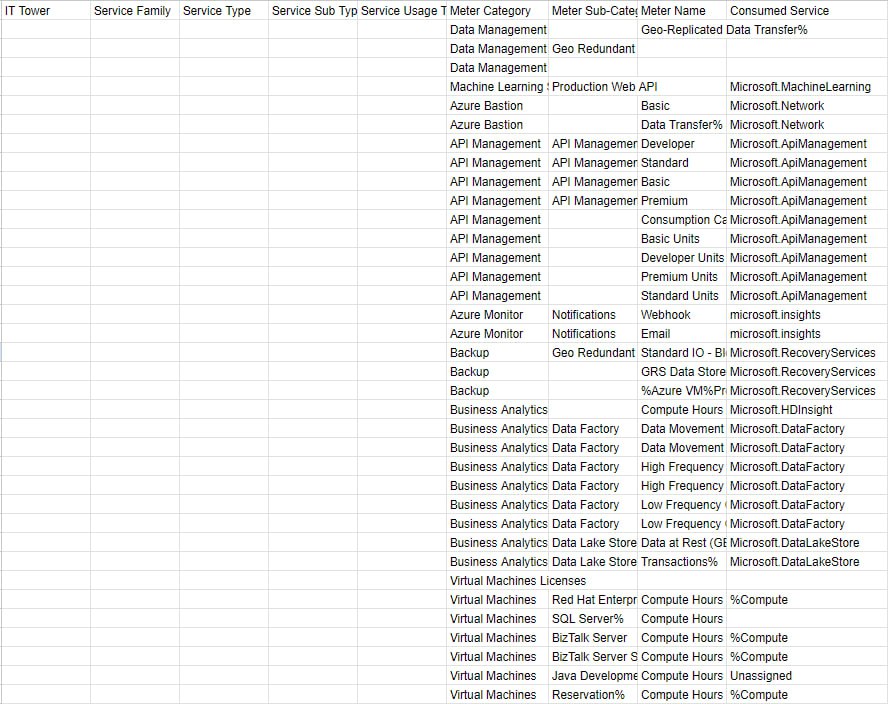 IT Tower Service Family Service Type Service Sub Typ Service Usage T Meter Category Meter Sub-Categ Meter Name Consumed Service
Data Management Geo-Replicated Data Transfer%
Data Management Geo Redundant
Data Management
Machine Learning Production Web API Microsoft.MachineLearning
Azure Bastion Basic Microsoft.Network
Azure Bastion Data Transfer% Microsoft.Network
API Management API Managemen Developer Microsoft.ApiManagement
API Management API Managemen Standard Microsoft.ApiManagement
API Management API Managemen Basic Microsoft.ApiManagement
API Management API Managemen Premium Microsoft.ApiManagement
API Management Consumption Ca Microsoft.ApiManagement
API Management Basic Units Microsoft.ApiManagement
API Management Developer Units Microsoft.ApiManagement
API Management Premium Units Microsoft.ApiManagement
API Management Standard Units Microsoft.ApiManagement
Azure Monitor Notifications Webhook microsoft.insights
Azure Monitor Notifications Email microsoft.insights
Backup Geo Redundant Standard IO - Bl Microsoft.RecoveryServices
Backup GRS Data Store Microsoft.RecoveryServices
Backup %Azure VM%Pr Microsoft.RecoveryServices
Business Analytics Compute Hours Microsoft.HDInsight
Business Analytics Data Factory Data Movement Microsoft.DataFactory
Business Analytics Data Factory Data Movement Microsoft.DataFactory
Business Analytics Data Factory High Frequency Microsoft.DataFactory
Business Analytics Data Factory High Frequency Microsoft.DataFactory
Business Analytics Data Factory Low Frequency Microsoft.DataFactory
Business Analytics Data Factory Low Frequency Microsoft.DataFactory
Business Analytics Data Lake Store Data at Rest (GB Microsoft.DataLakeStore
Business Analytics Data Lake Store Transactions% Microsoft.DataLakeStore
Virtual Machines Licenses
Virtual Machines Red Hat Enterpr Compute Hours %Compute
Virtual Machines SQL Server% Compute Hours
Virtual Machines BizTalk Server Compute Hours %Compute
Virtual Machines BizTalk Server S Compute Hours %Compute
Virtual Machines Java Developme Compute Hours Unassigned
Virtual Machines Reservation% Compute Hours %Compute